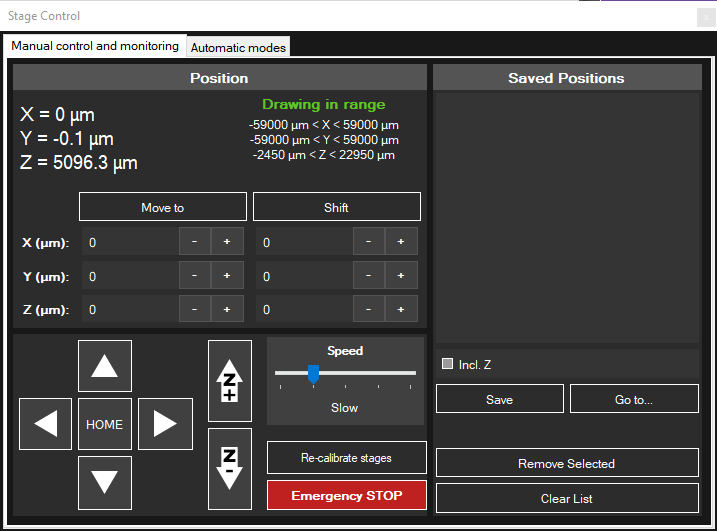 Stage Control
x
Manual control and monitoring
Automatic modes
Position
X = 0 µm
Y = -0.1 µm
Z = 5096.3 µm
Drawing in range
-59000 µm < X < 59000 µm
-59000 µm < Y < 59000 µm
-2450 µm < Z < 22950 µm
Move to
Shift
X (µm): 0 - + 0 - +
Y (µm): 0 - + 0 - +
Z (µm): 0 - + 0 - +
HOME
Z+
Z-
Speed
Slow
Re-calibrate stages
Emergency STOP
Saved Positions
Incl. Z
Save
Go to...
Remove Selected
Clear List